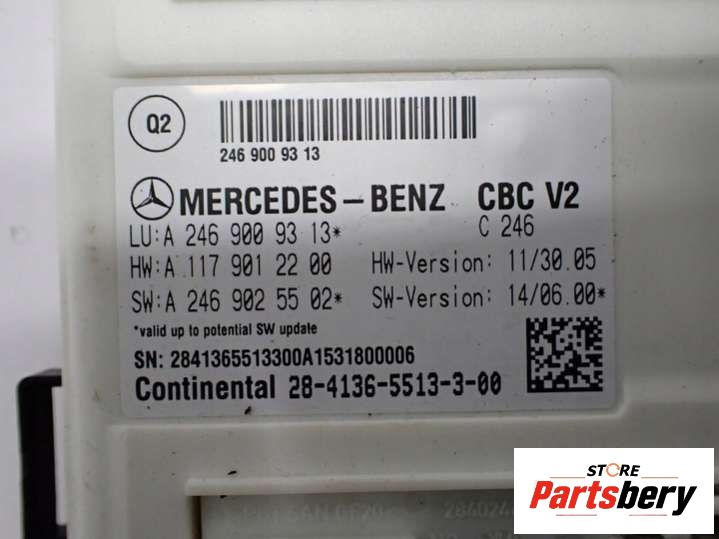 Q2
246 900 93 13
MERCEDES-BENZ CBC V2
LU:A 246 900 93 13* C 246
HW:A 117 901 22 00 HW-Version: 11/30.05
SW:A 246 902 55 02* SW-Version: 14/06.00*
*valid up to potential SW update
SN: 2841365513300A1531800006
Continental 28-4136-5513-3-00
STORE
Partsbery